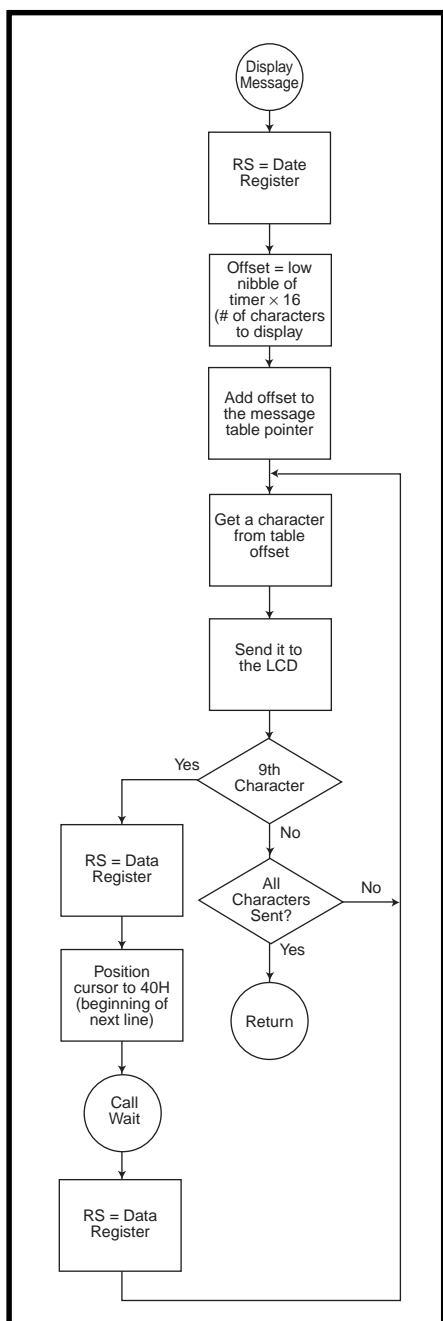 Display
Message
RS = Date
Register
Offset = low
nibble of
timer × 16
(# of characters
to display
Add offset to
the message
table pointer
Get a character
from table
offset
Send it to
the LCD
9th
Character
Yes
No
RS = Data
Register
All
Characters
Sent?
No
Yes
Position
cursor to 40H
(beginning of
next line)
Return
Call
Wait
RS = Data
Register